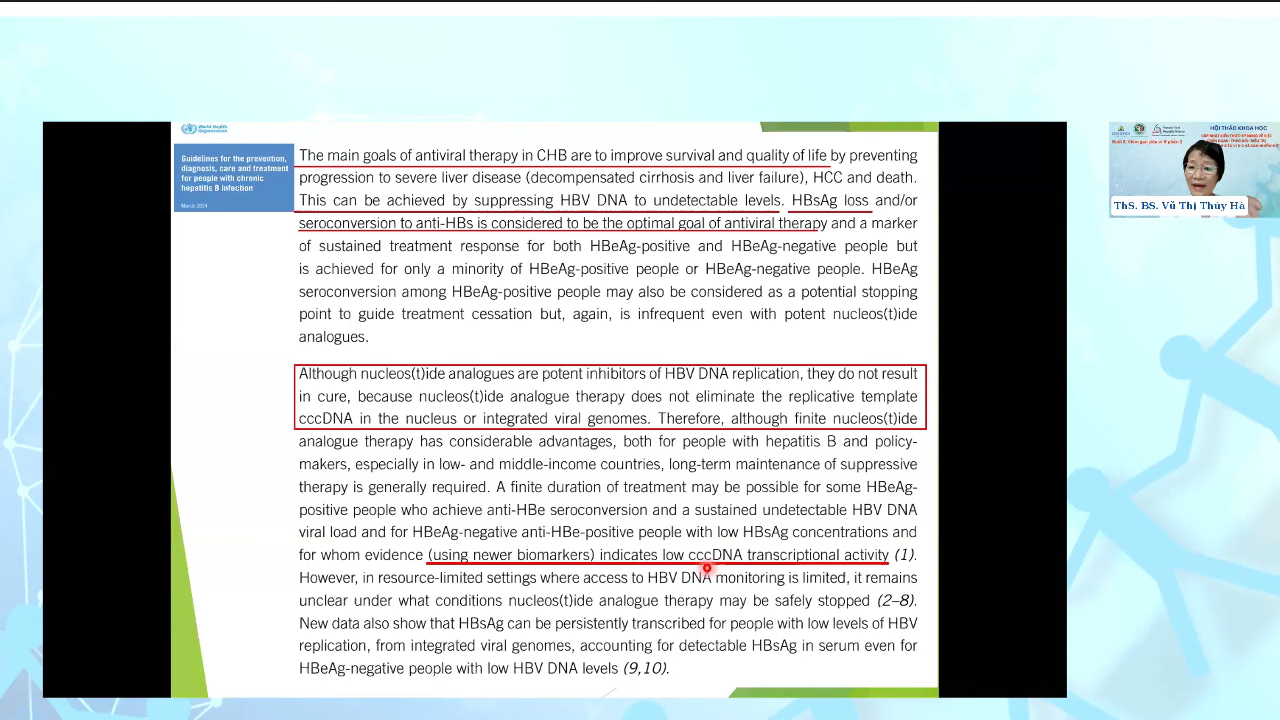 World Health
Organization
Guidelines for the prevention,
diagnosis, care and treatment
for people with chronic
hepatitis B infection
March 2024
The main goals of antiviral therapy in CHB are to improve survival and quality of life by preventing
progression to severe liver disease (decompensated cirrhosis and liver failure), HCC and death.
This can be achieved by suppressing HBV DNA to undetectable levels. HBsAg loss and/or
seroconversion to anti-HBs is considered to be the optimal goal of antiviral therapy and a marker
of sustained treatment response for both HBeAg-positive and HBeAg-negative people but
is achieved for only a minority of HBeAg-positive people or HBeAg-negative people. HBeAg
seroconversion among HBeAg-positive people may also be considered as a potential stopping
point to guide treatment cessation but, again, is infrequent even with potent nucleos(t)ide
analogues.
Although nucleos(t)ide analogues are potent inhibitors of HBV DNA replication, they do not result
in cure, because nucleos(t)ide analogue therapy does not eliminate the replicative template
cccDNA in the nucleus or integrated viral genomes. Therefore, although finite nucleos(t)ide
analogue therapy has considerable advantages, both for people with hepatitis B and policy-
makers, especially in low- and middle-income countries, long-term maintenance of suppressive
therapy is generally required. A finite duration of treatment may be possible for some HBeAg-
positive people who achieve anti-HBe seroconversion and a sustained undetectable HBV DNA
viral load and for HBeAg-negative anti-HBe-positive people with low HBsAg concentrations and
for whom evidence (using newer biomarkers) indicates low cccDNA transcriptional activity (1).
However, in resource-limited settings where access to HBV DNA monitoring is limited, it remains
unclear under what conditions nucleos(t)ide analogue therapy may be safely stopped (2–8).
New data also show that HBsAg can be persistently transcribed for people with low levels of HBV
replication, from integrated viral genomes, accounting for detectable HBsAg in serum even for
HBeAg-negative people with low HBV DNA levels (9,10).
HỘI THẢO KHOA HỌC
ThS. BS. Vũ Thị Thúy Hà